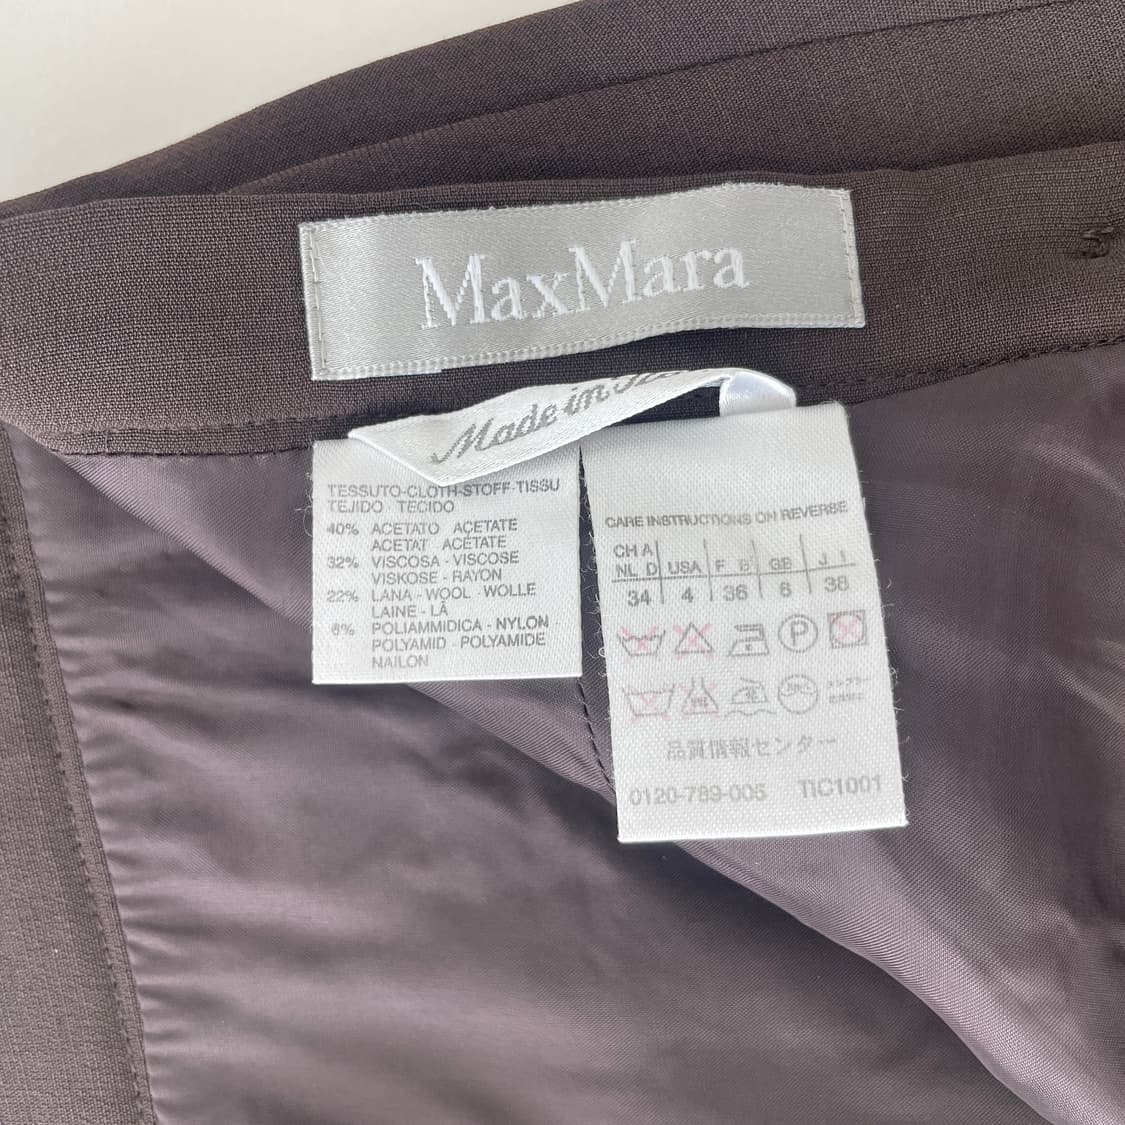 MaxMara
Made in
TESSUTO-CLOTH-STOFF-TISSU
TEJIDO - TECIDO
40% ACETATO - ACETATE
ACETAT - ACÉTATE
32% VISCOSA - VISCOSE
VISKOSE - RAYON
22% LANA - WOOL - WOLLE
LAINE - LÃ
6% POLIAMMIDICA - NYLON
POLYAMID - POLYAMIDE
NAILON
CARE INSTRUCTIONS ON REVERSE
CH A
NL D USA F B GB J I
34 4 36 6 38
P
品質情報センター
0120-789-005 TIC1001